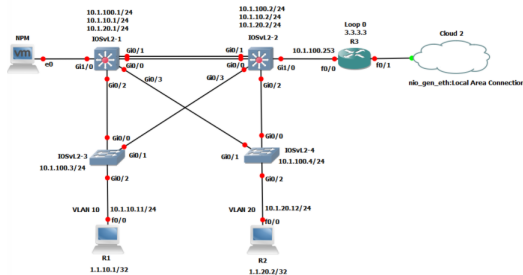 10.1.100.1/24
10.1.10.1/24
10.1.20.1/24
10.1.100.2/24
10.1.10.2/24
10.1.20.2/24
Loop 0
3.3.3.3
R3
Cloud 2
NPM
IOSvL2-1
IOSvL2-2
10.1.100.253
vm
e0
Gi1/0
Gi0/1
Gi0/0
Gi0/1
Gi0/0
Gi1/0
f0/0
f0/1
nio_gen_eth:Local Area Connection
Gi0/2
Gi0/3
Gi0/3
Gi0/2
Gi0/0
Gi0/0
IOSvL2-3
Gi0/1
Gi0/1
IOSvL2-4
10.1.100.3/24
10.1.100.4/24
Gi0/2
Gi0/2
VLAN 10
10.1.10.11/24
VLAN 20
10.1.20.12/24
f0/0
f0/0
R1
R2
1.1.10.1/32
1.1.20.2/32